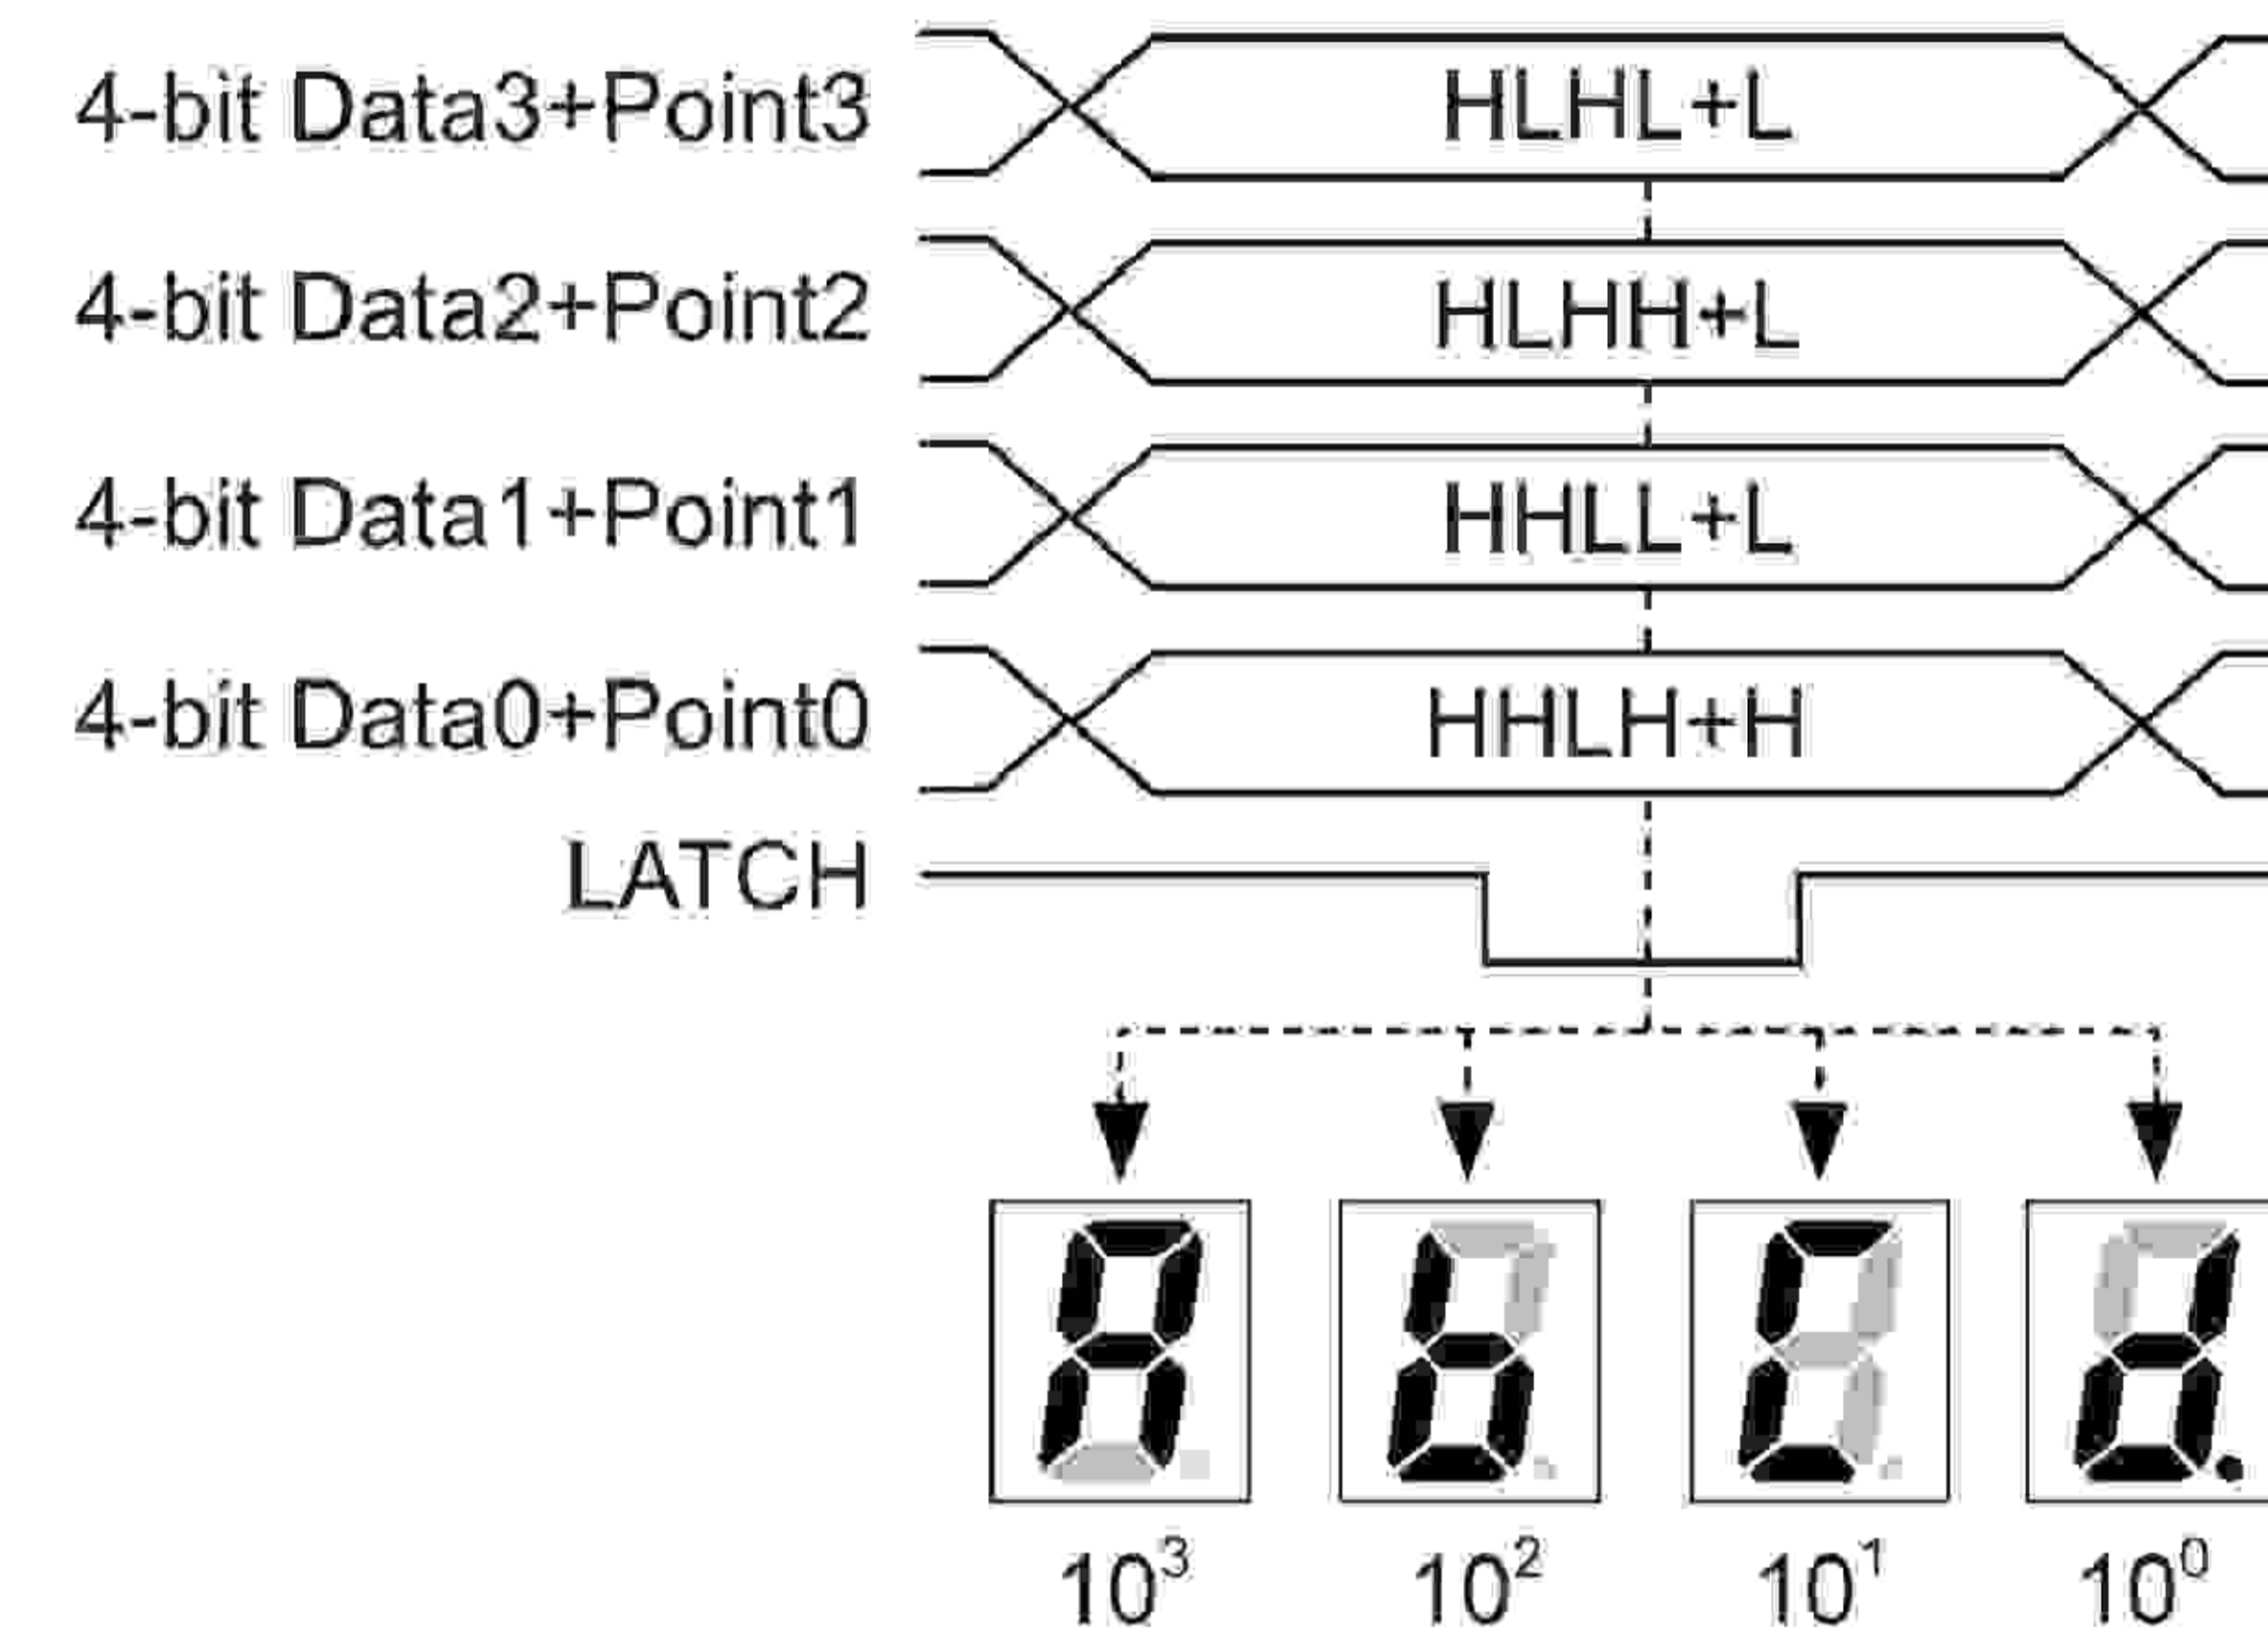 4-bit Data3+Point3 HLHL+L
4-bit Data2+Point2 HLHH+L
4-bit Data1+Point1 HHLL+L
4-bit Data0+Point0 HHLH+H
LATCH
A b C d.
10³ 10² 10¹ 10⁰